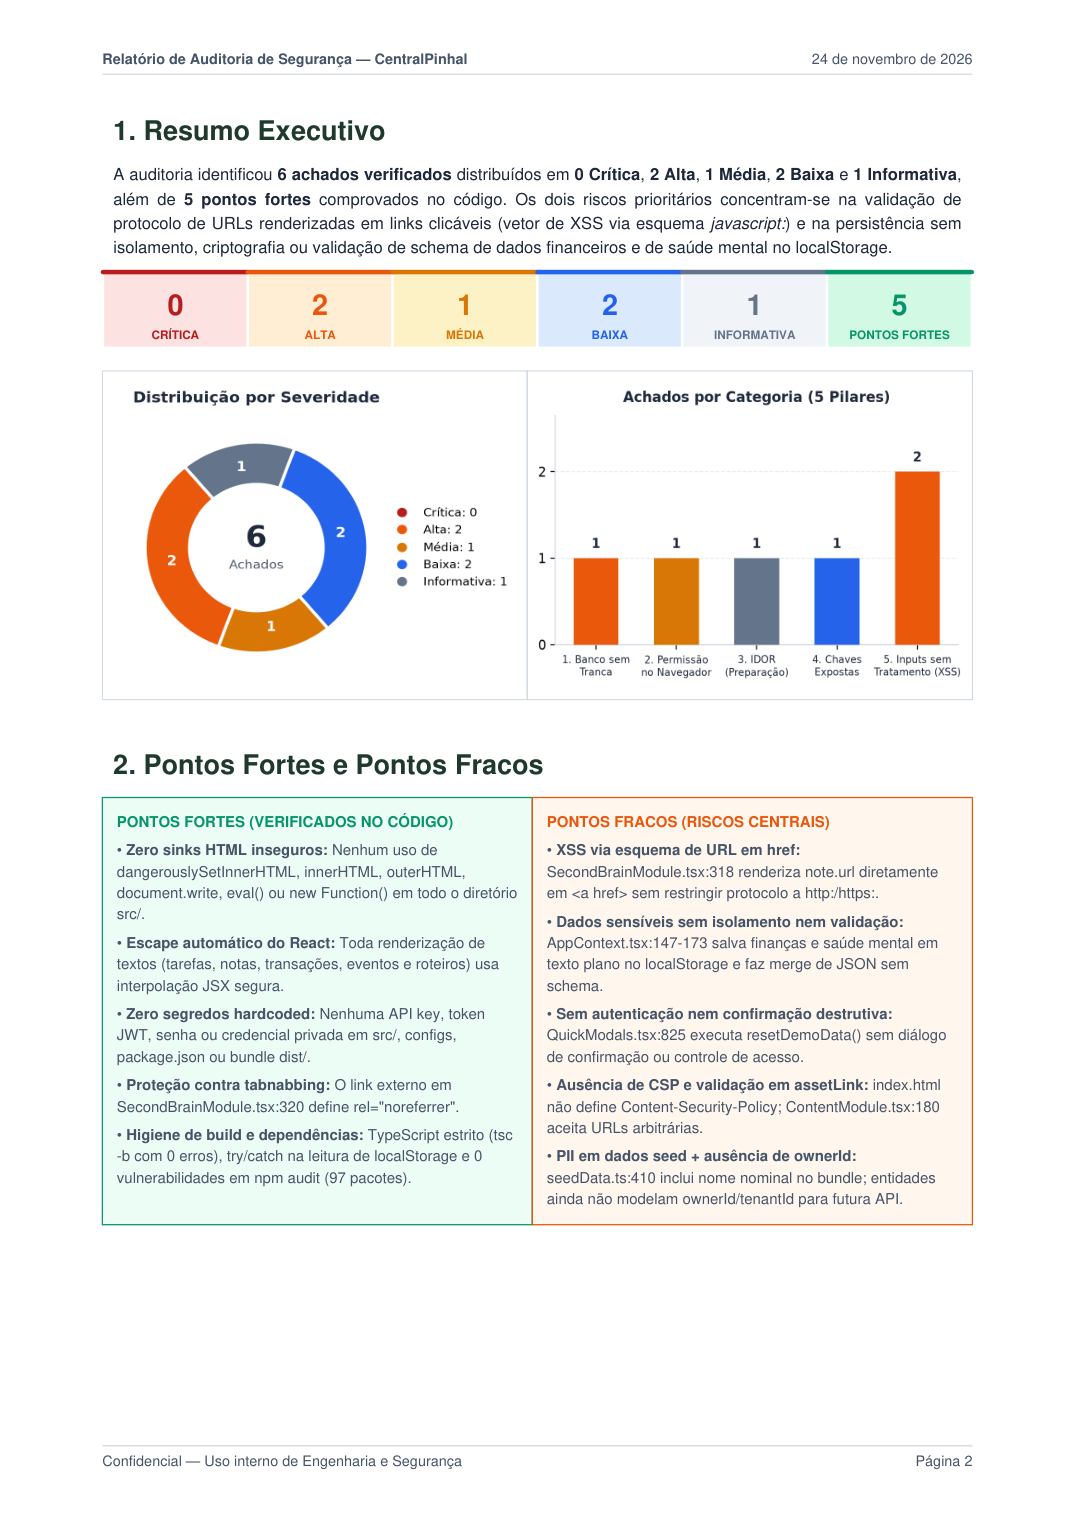 Relatório de Auditoria de Segurança — CentralPinhal
24 de novembro de 2026
1. Resumo Executivo
A auditoria identificou 6 achados verificados distribuídos em 0 Crítica, 2 Alta, 1 Média, 2 Baixa e 1 Informativa,
além de 5 pontos fortes comprovados no código. Os dois riscos prioritários concentram-se na validação de
protocolo de URLs renderizadas em links clicáveis (vetor de XSS via esquema javascript:) e na persistência sem
isolamento, criptografia ou validação de schema de dados financeiros e de saúde mental no localStorage.
0
CRÍTICA
2
ALTA
1
MÉDIA
2
BAIXA
1
INFORMATIVA
5
PONTOS FORTES
Distribuição por Severidade
1
2
2
1
6
Achados
Crítica: 0
Alta: 2
Média: 1
Baixa: 2
Informativa: 1
Achados por Categoria (5 Pilares)
2
1
0
1
1
1
1
2
1. Banco sem
Tranca
2. Permissão
no Navegador
3. IDOR
(Preparação)
4. Chaves
Expostas
5. Inputs sem
Tratamento (XSS)
2. Pontos Fortes e Pontos Fracos
PONTOS FORTES (VERIFICADOS NO CÓDIGO)
• Zero sinks HTML inseguros: Nenhum uso de
dangerouslySetInnerHTML, innerHTML, outerHTML,
document.write, eval() ou new Function() em todo o diretório
src/.
• Escape automático do React: Toda renderização de
textos (tarefas, notas, transações, eventos e roteiros) usa
interpolação JSX segura.
• Zero segredos hardcoded: Nenhuma API key, token
JWT, senha ou credencial privada em src/, configs,
package.json ou bundle dist/.
• Proteção contra tabnabbing: O link externo em
SecondBrainModule.tsx:320 define rel="noreferrer".
• Higiene de build e dependências: TypeScript estrito (tsc
-b com 0 erros), try/catch na leitura de localStorage e 0
vulnerabilidades em npm audit (97 pacotes).
PONTOS FRACOS (RISCOS CENTRAIS)
• XSS via esquema de URL em href:
SecondBrainModule.tsx:318 renderiza note.url diretamente
em <a href> sem restringir protocolo a http:/https:.
• Dados sensíveis sem isolamento nem validação:
AppContext.tsx:147-173 salva finanças e saúde mental em
texto plano no localStorage e faz merge de JSON sem
schema.
• Sem autenticação nem confirmação destrutiva:
QuickModals.tsx:825 executa resetDemoData() sem diálogo
de confirmação ou controle de acesso.
• Ausência de CSP e validação em assetLink: index.html
não define Content-Security-Policy; ContentModule.tsx:180
aceita URLs arbitrárias.
• PII em dados seed + ausência de ownerId:
seedData.ts:410 inclui nome nominal no bundle; entidades
ainda não modelam ownerId/tenantId para futura API.
Confidencial — Uso interno de Engenharia e Segurança
Página 2